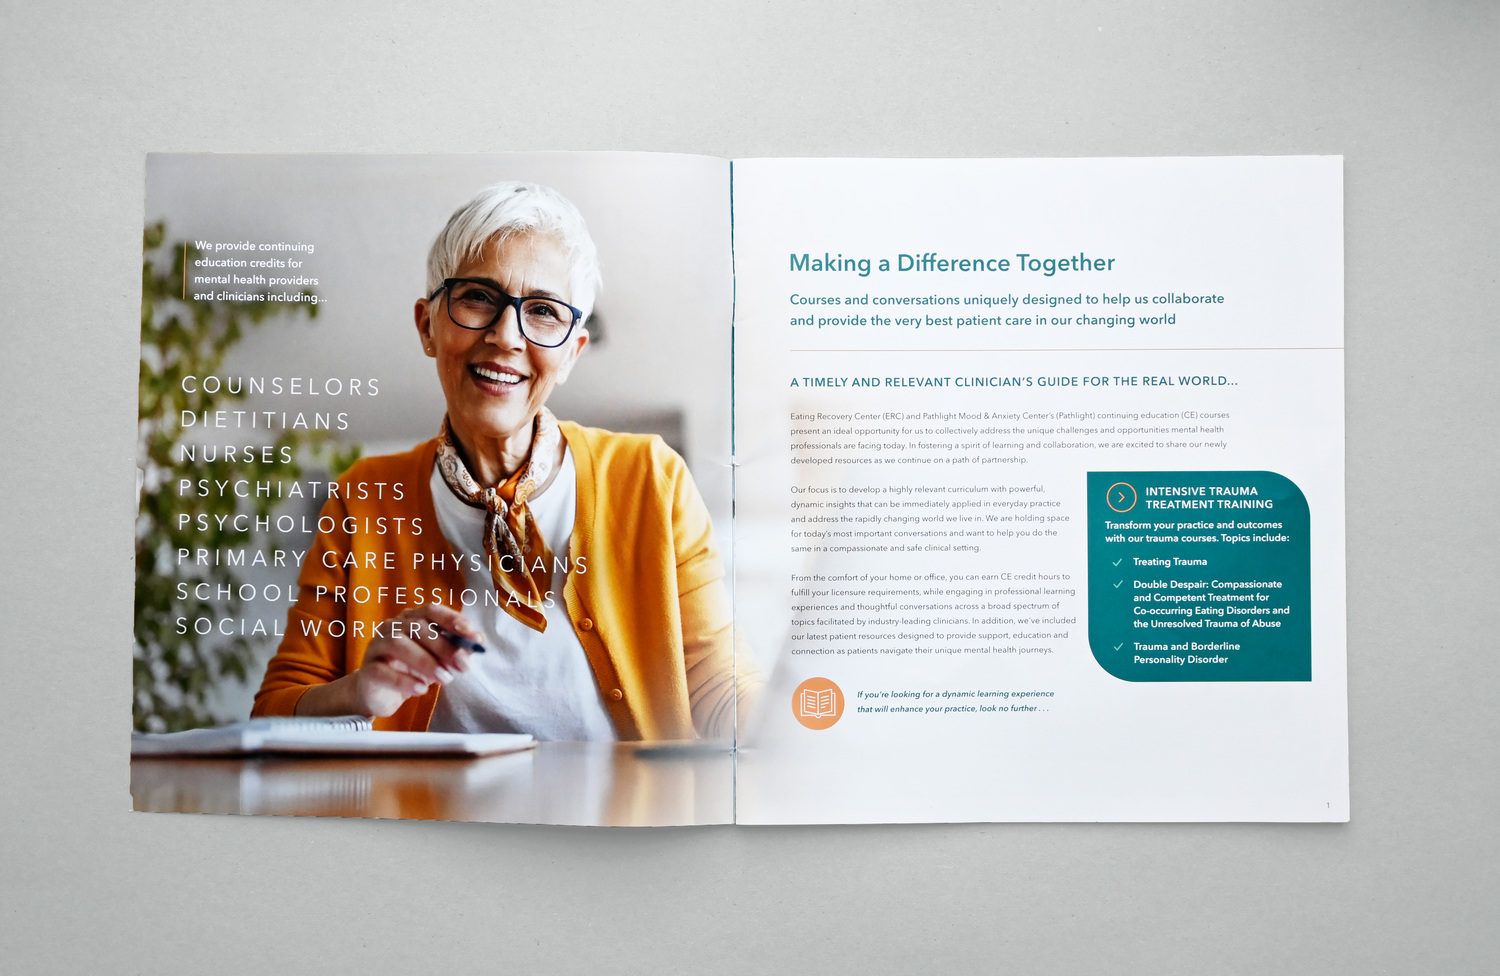 We provide continuing
education credits for
mental health providers
and clinicians including...
COUNSELORS
DIETITIANS
NURSES
PSYCHIATRISTS
PSYCHOLOGISTS
PRIMARY CARE PHYSICIANS
SCHOOL PROFESSIONALS
SOCIAL WORKERS
Making a Difference Together
Courses and conversations uniquely designed to help us collaborate
and provide the very best patient care in our changing world
A TIMELY AND RELEVANT CLINICIAN'S GUIDE FOR THE REAL WORLD...
Eating Recovery Center (ERC) and Pathlight Mood & Anxiety Center's (Pathlight) continuing education (CE) courses
present an ideal opportunity for us to collectively address the unique challenges and opportunities mental health
professionals are facing today. In fostering a spirit of learning and collaboration, we are excited to share our newly
developed resources as we continue on a path of partnership.
Our focus is to develop a highly relevant curriculum with powerful,
dynamic insights that can be immediately applied in everyday practice
and address the rapidly changing world we live in. We are holding space
for today's most important conversations and want to help you do the
same in a compassionate and safe clinical setting.
From the comfort of your home or office, you can earn CE credit hours to
fulfill your licensure requirements, while engaging in professional learning
experiences and thoughtful conversations across a broad spectrum of
topics facilitated by industry-leading clinicians. In addition, we've included
our latest patient resources designed to provide support, education and
connection as patients navigate their unique mental health journeys.
If you're looking for a dynamic learning experience
that will enhance your practice, look no further . . .
INTENSIVE TRAUMA
TREATMENT TRAINING
Transform your practice and outcomes
with our trauma courses. Topics include:
Treating Trauma
Double Despair: Compassionate
and Competent Treatment for
Co-occurring Eating Disorders and
the Unresolved Trauma of Abuse
Trauma and Borderline
Personality Disorder
1